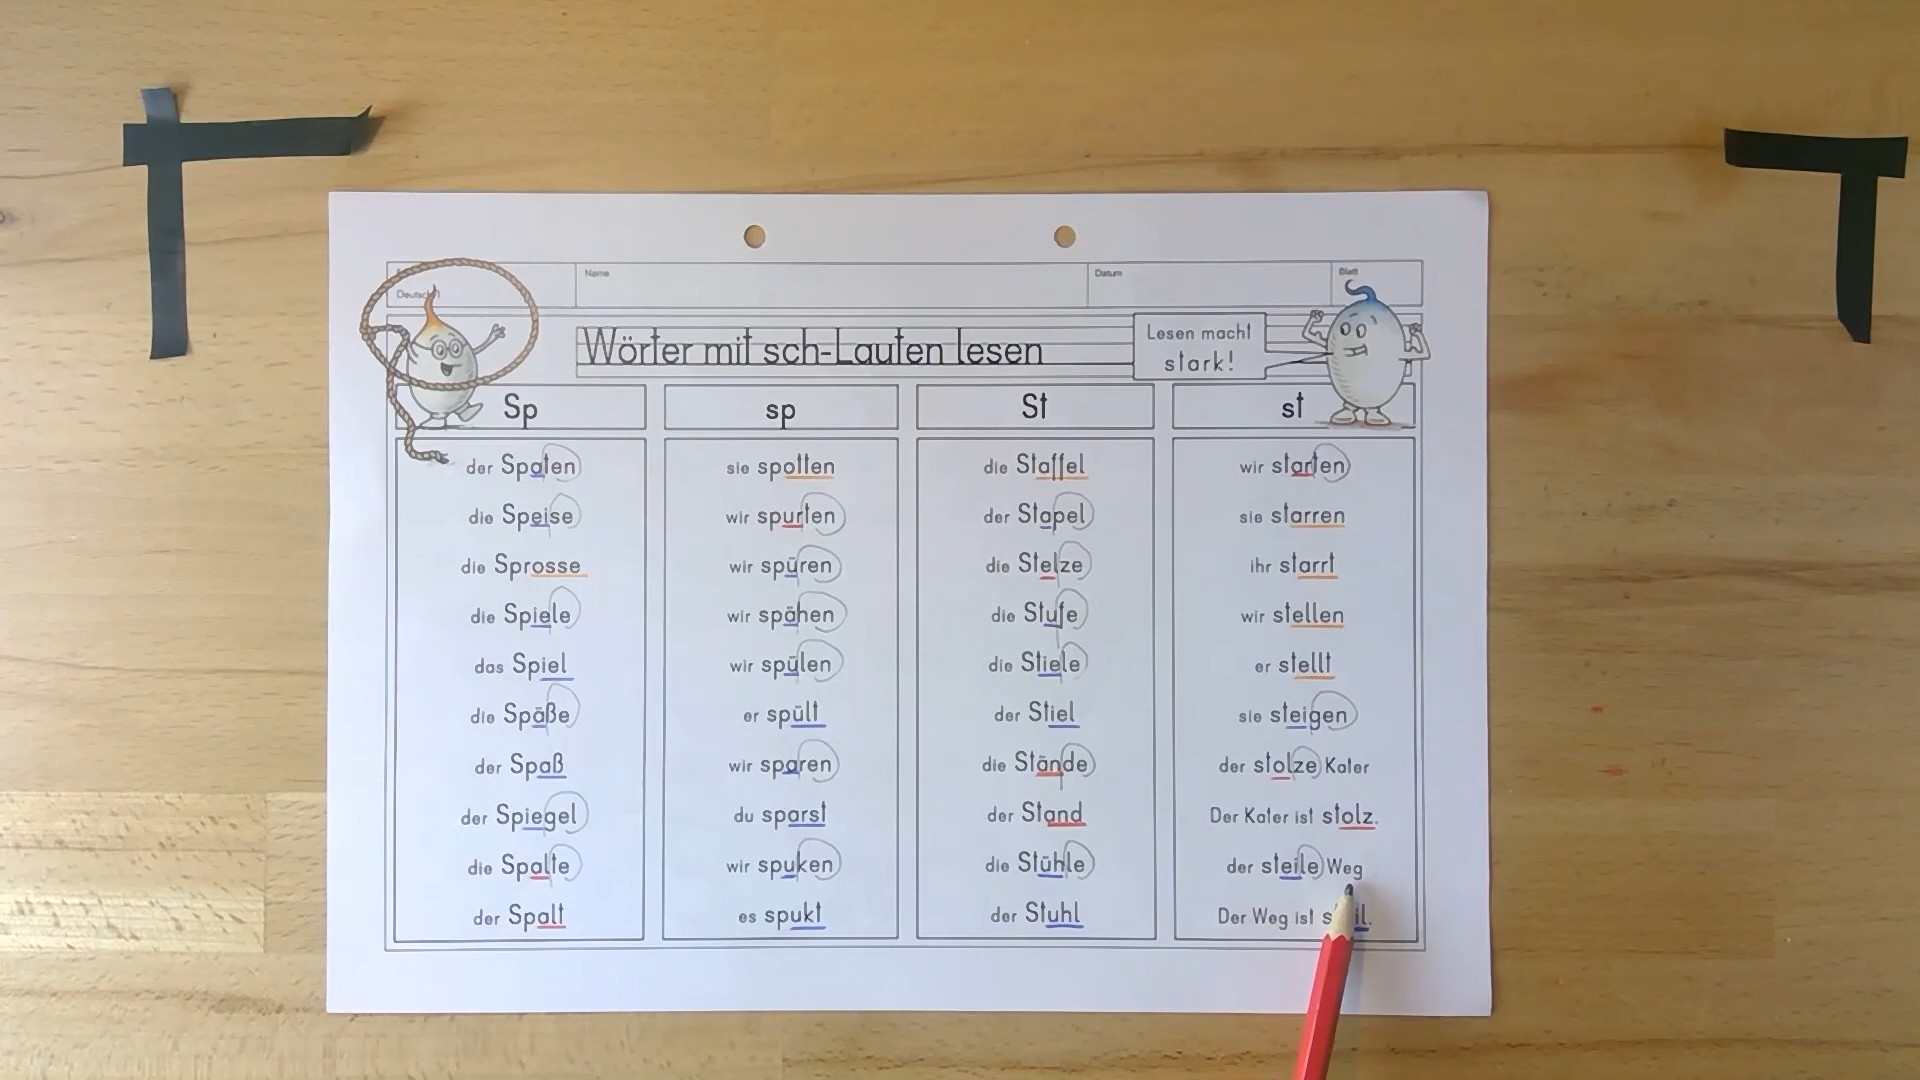 Deutsch
Name
Datum
Blatt
Wörter mit sch-Lauten lesen
Lesen macht
stark!
Sp
der Spaten
die Speise
die Sprosse
die Spiele
das Spiel
die Späße
der Spaß
der Spiegel
die Spalte
der Spalt
sp
sie spotten
wir spurten
wir spüren
wir spähen
wir spülen
er spült
wir sparen
du sparst
wir spuken
es spukt
St
die Staffel
der Stapel
die Stelze
die Stufe
die Stiele
der Stiel
die Stände
der Stand
die Stühle
der Stuhl
st
wir starten
sie starren
ihr starrt
wir stellen
er stellt
sie steigen
der stolze Kater
Der Kater ist stolz.
der steile Weg
Der Weg ist